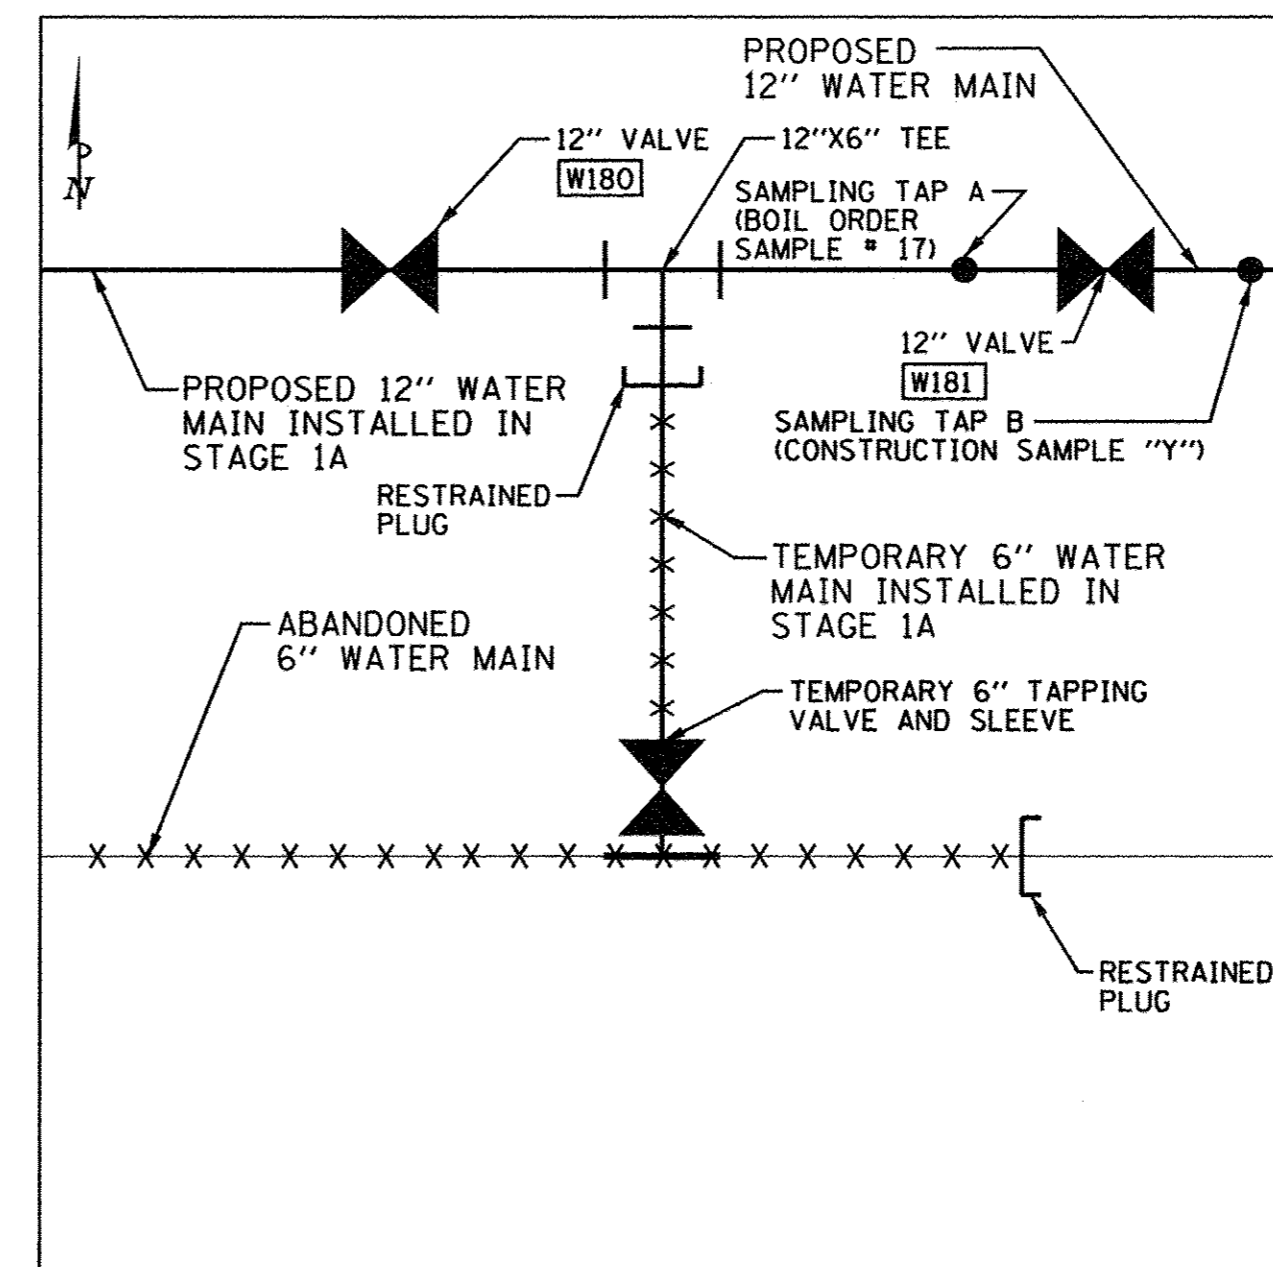 PROPOSED
12" WATER MAIN
12" VALVE
W180
12"X6" TEE
N
SAMPLING TAP A
(BOIL ORDER
SAMPLE # 17)
12" VALVE
W181
PROPOSED 12" WATER
MAIN INSTALLED IN
STAGE 1A
SAMPLING TAP B
(CONSTRUCTION SAMPLE "Y")
RESTRAINED
PLUG
TEMPORARY 6" WATER
MAIN INSTALLED IN
STAGE 1A
ABANDONED
6" WATER MAIN
TEMPORARY 6" TAPPING
VALVE AND SLEEVE
RESTRAINED
PLUG